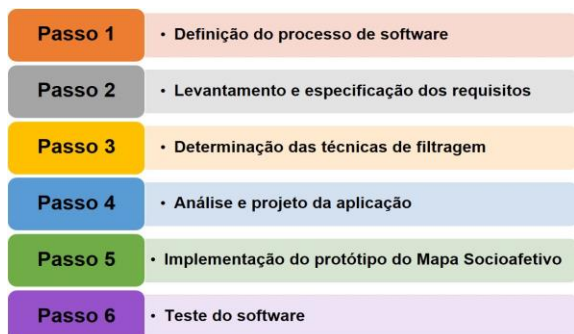 Passo 1
• Definição do processo de software
Passo 2
• Levantamento e especificação dos requisitos
Passo 3
• Determinação das técnicas de filtragem
Passo 4
• Análise e projeto da aplicação
Passo 5
• Implementação do protótipo do Mapa Socioafetivo
Passo 6
• Teste do software